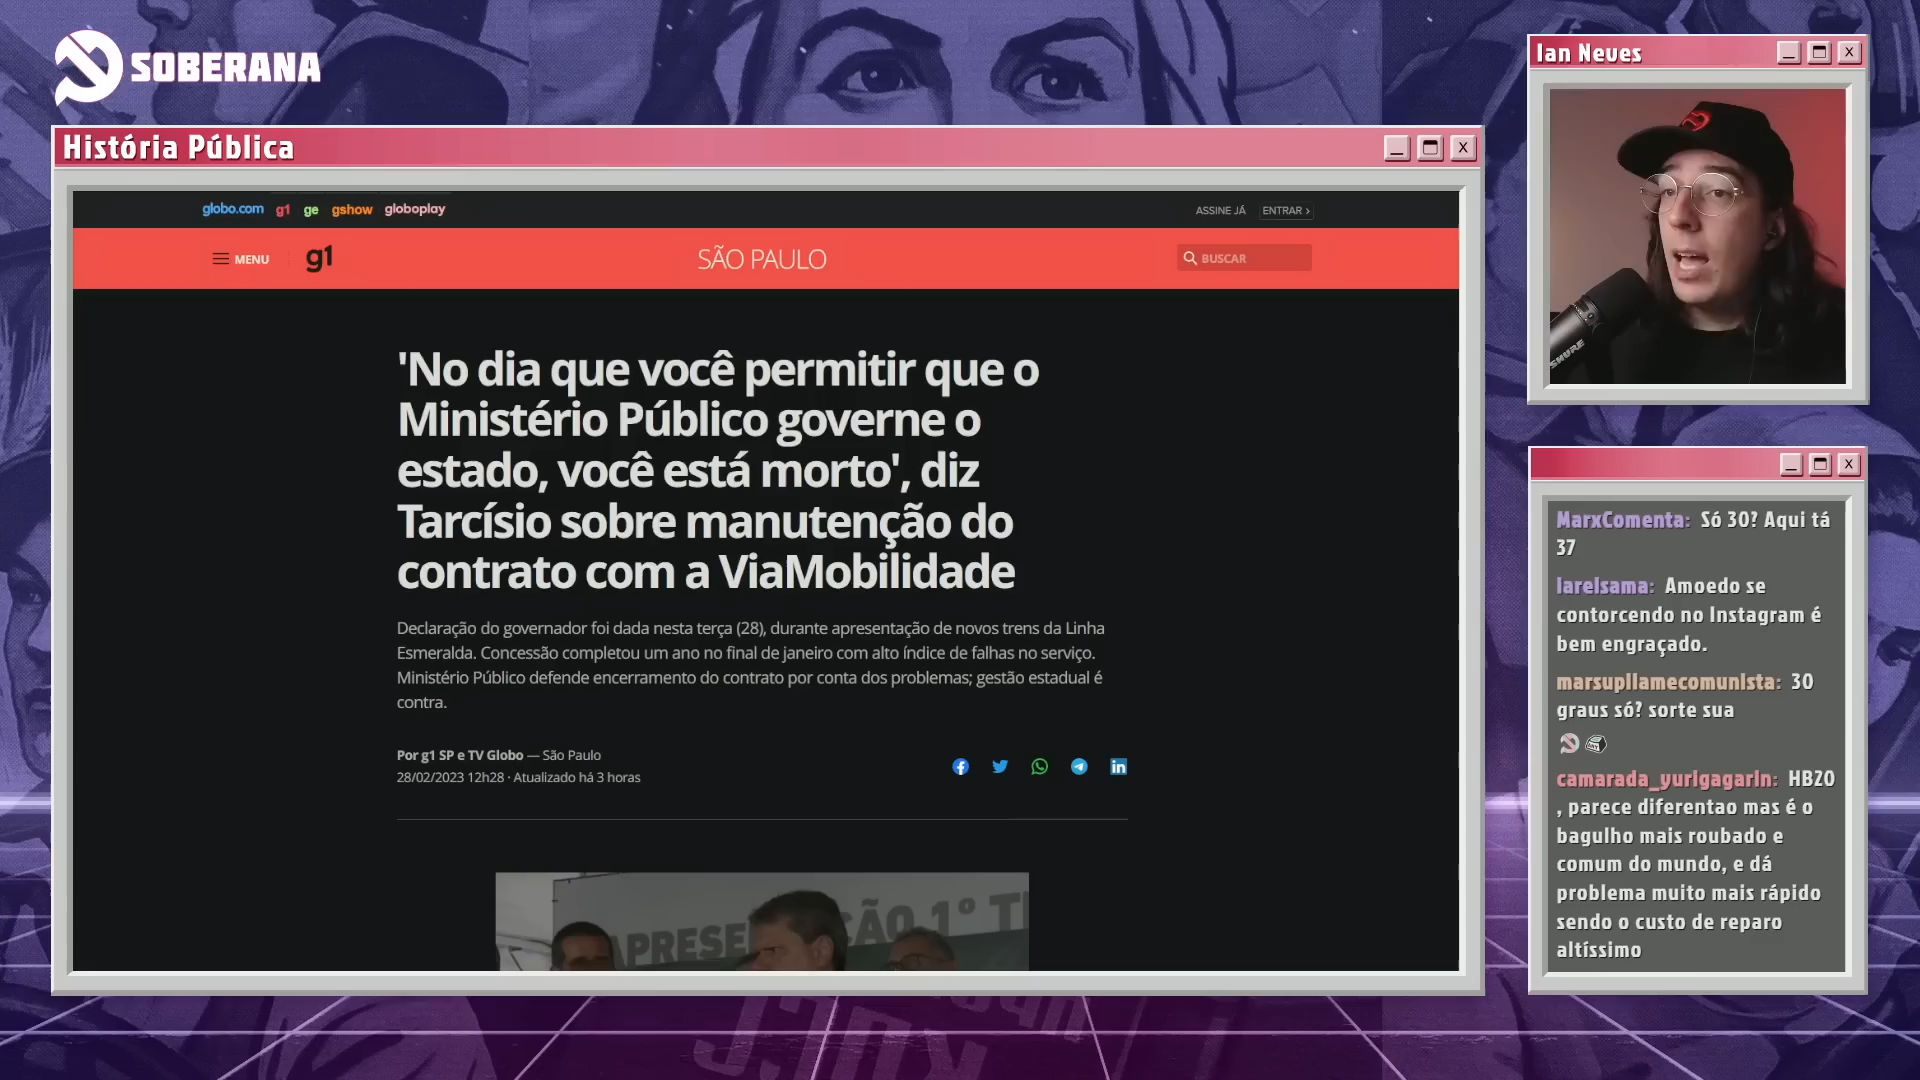 SOBERANA
História Pública
globo.com g1 ge gshow globoplay
ASSINE JÁ ENTRAR
MENU g1 SÃO PAULO BUSCAR
'No dia que você permitir que o
Ministério Público governe o
estado, você está morto', diz
Tarcísio sobre manutenção do
contrato com a ViaMobilidade
Declaração do governador foi dada nesta terça (28), durante apresentação de novos trens da Linha
Esmeralda. Concessão completou um ano no final de janeiro com alto índice de falhas no serviço.
Ministério Público defende encerramento do contrato por conta dos problemas; gestão estadual é
contra.
Por g1 SP e TV Globo — São Paulo
28/02/2023 12h28 · Atualizado há 3 horas
Ian Neves
SHURE
MarxComenta: Só 30? Aqui tá
37
larelsama: Amoedo se
contorcendo no Instagram é
bem engraçado.
marsupilamecomunista: 30
graus só? sorte sua
camarada_yurigagarin: HB20
, parece diferentao mas é o
bagulho mais roubado e
comum do mundo, e dá
problema muito mais rápido
sendo o custo de reparo
altíssimo